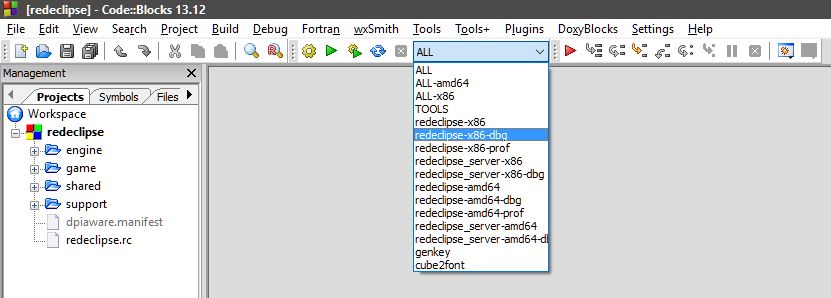 [redeclipse] - Code::Blocks 13.12
File Edit View Search Project Build Debug Fortran wxSmith Tools Tools+ Plugins DoxyBlocks Settings Help
ALL
Management
Projects Symbols Files
Workspace
redeclipse
engine
game
shared
support
dpiaware.manifest
redeclipse.rc
ALL
ALL-amd64
ALL-x86
TOOLS
redeclipse-x86
redeclipse-x86-dbg
redeclipse-x86-prof
redeclipse_server-x86
redeclipse_server-x86-dbg
redeclipse-amd64
redeclipse-amd64-dbg
redeclipse-amd64-prof
redeclipse_server-amd64
redeclipse_server-amd64-d
genkey
cube2font